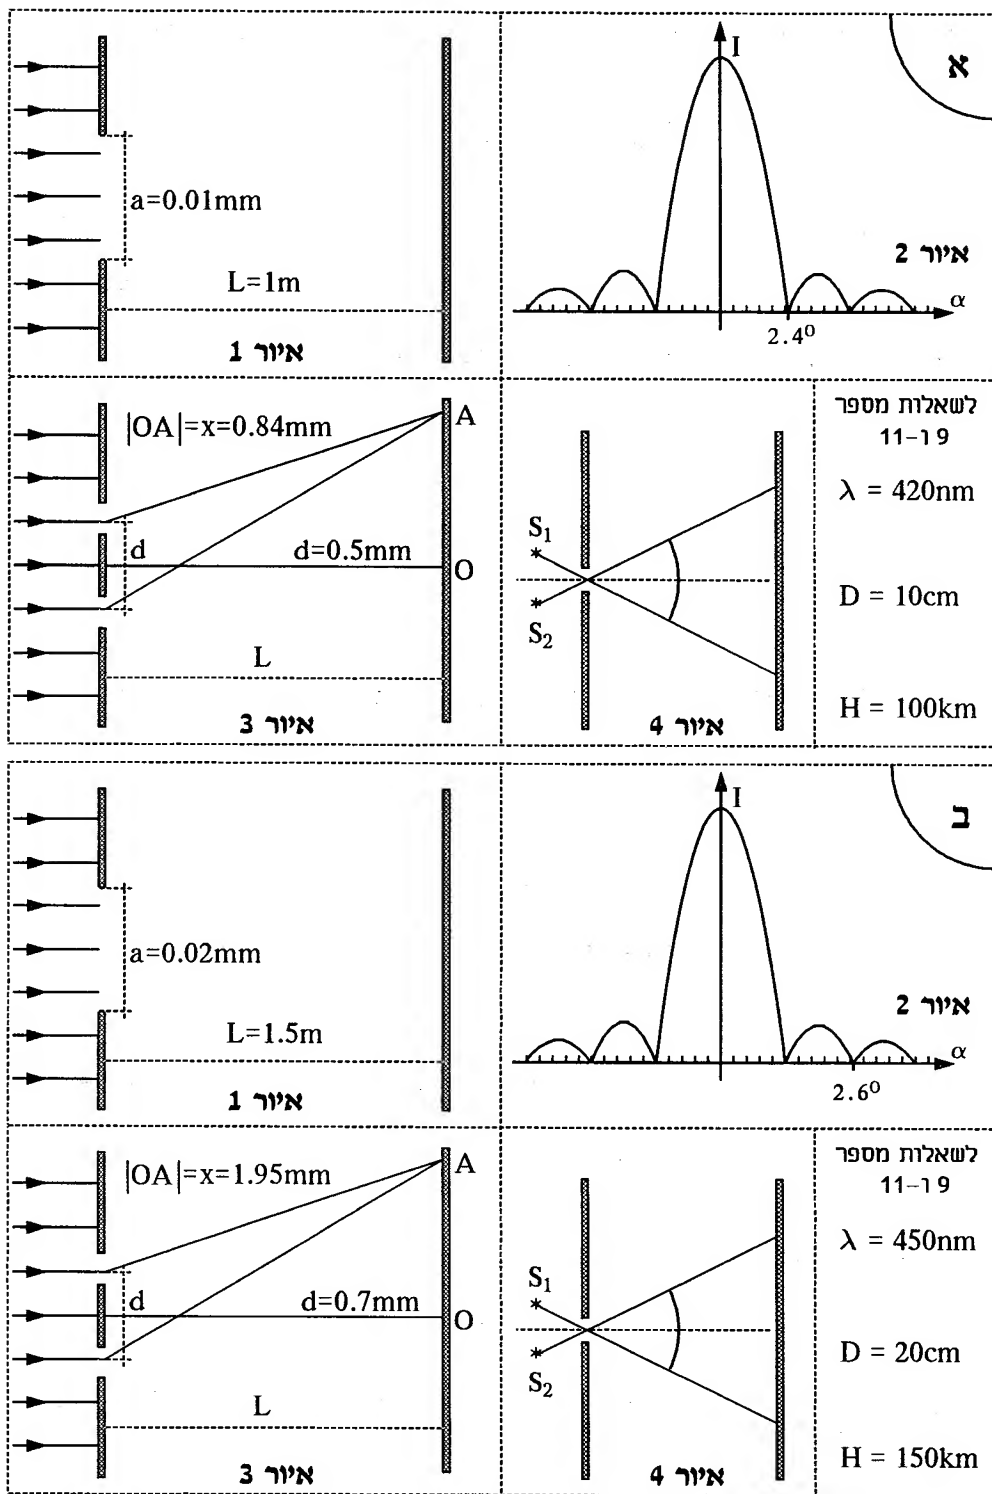 א
a=0.01mm
L=1m
איור 1
I
איור 2
α
2.4⁰
|OA|=x=0.84mm
A
d
d=0.5mm
O
L
איור 3
S₁
S₂
איור 4
לשאלות מספר
9 ו-11
λ = 420nm
D = 10cm
H = 100km
ב
a=0.02mm
L=1.5m
איור 1
I
איור 2
α
2.6⁰
|OA|=x=1.95mm
A
d
d=0.7mm
O
L
איור 3
S₁
S₂
איור 4
לשאלות מספר
9 ו-11
λ = 450nm
D = 20cm
H = 150km